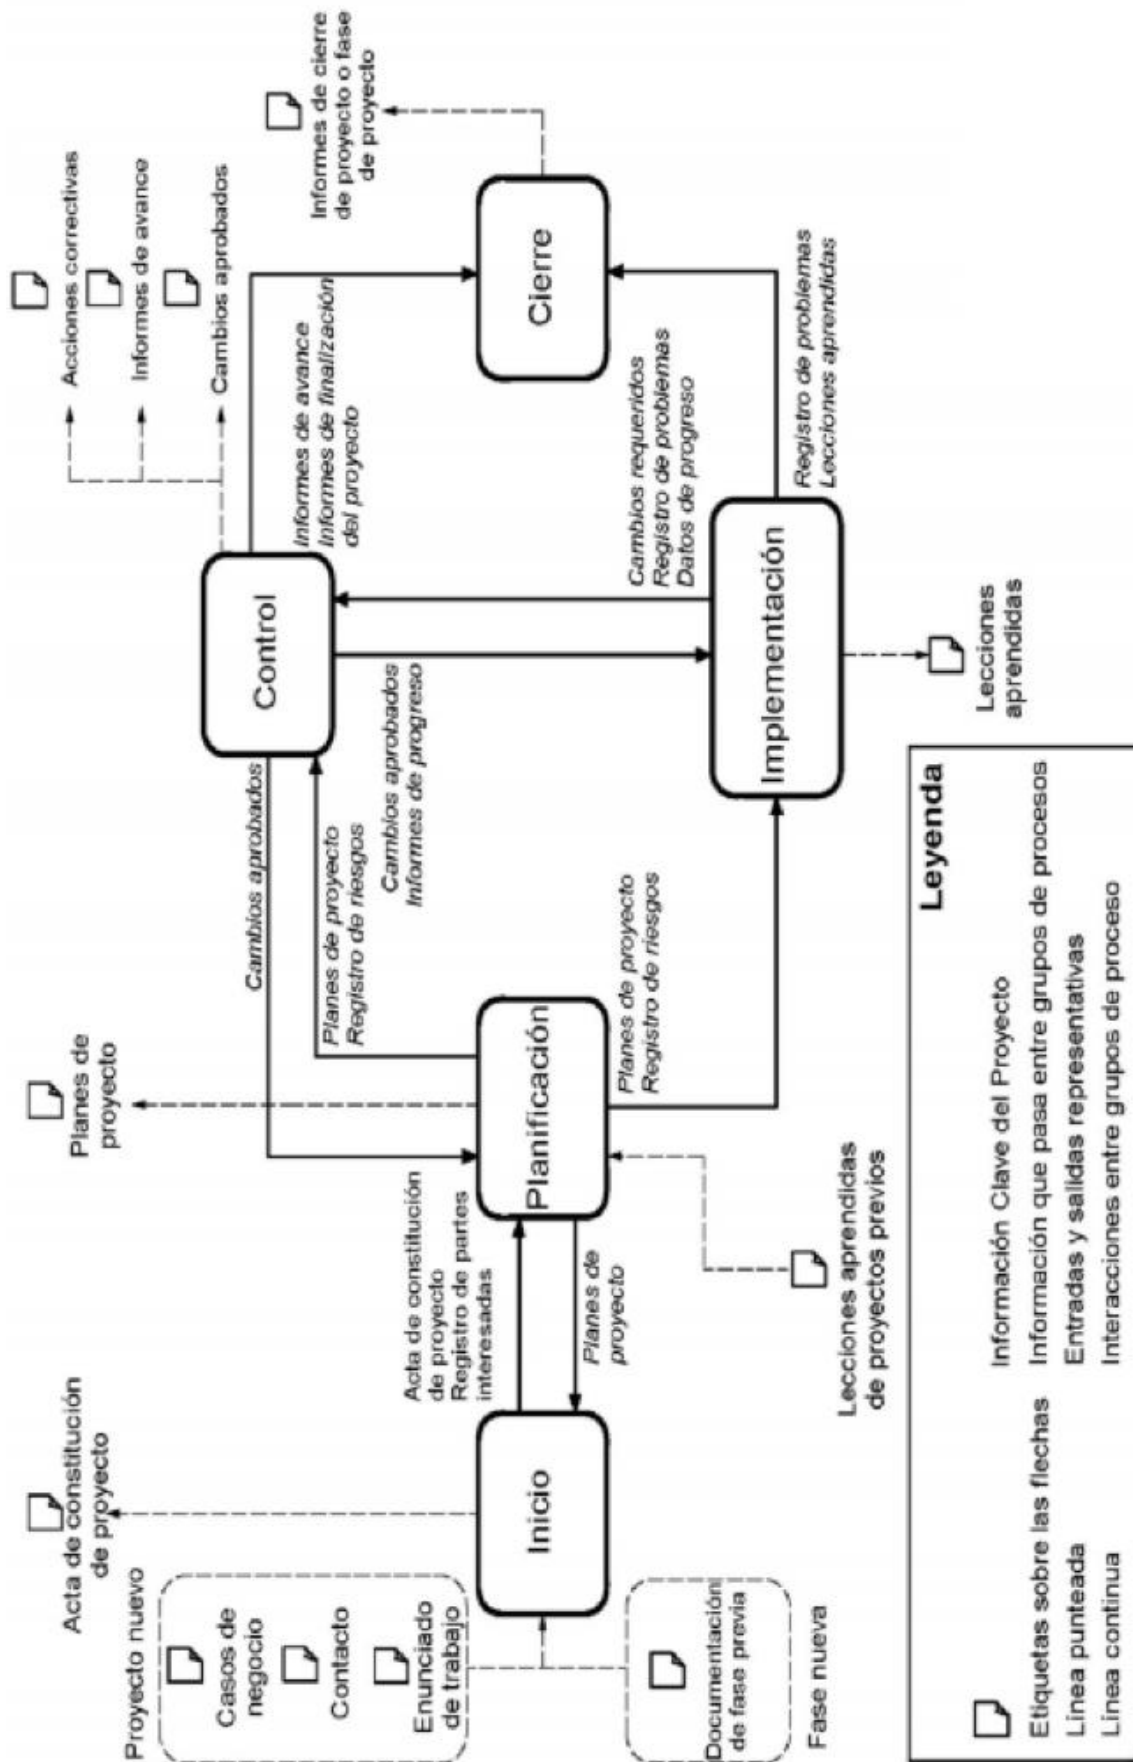 Acta de constitución
de proyecto
Proyecto nuevo
Casos de
negocio
Contacto
Enunciado
de trabajo
Documentación
de fase previa
Fase nueva
Inicio
Acta de constitución
de proyecto
Registro de partes
interesadas
Planes de
proyecto
Planes de
proyecto
Planificación
Lecciones aprendidas
de proyectos previos
Cambios aprobados
Planes de proyecto
Registro de riesgos
Planes de proyecto
Registro de riesgos
Control
Cambios aprobados
Informes de progreso
Cambios requeridos
Registro de problemas
Datos de progreso
Implementación
Lecciones
aprendidas
Acciones correctivas
Informes de avance
Cambios aprobados
Informes de avance
Informes de finalización
del proyecto
Registro de problemas
Lecciones aprendidas
Cierre
Informes de cierre
de proyecto o fase
de proyecto
Leyenda
Información Clave del Proyecto
Etiquetas sobre las flechas Información que pasa entre grupos de procesos
Línea punteada Entradas y salidas representativas
Línea continua Interacciones entre grupos de proceso